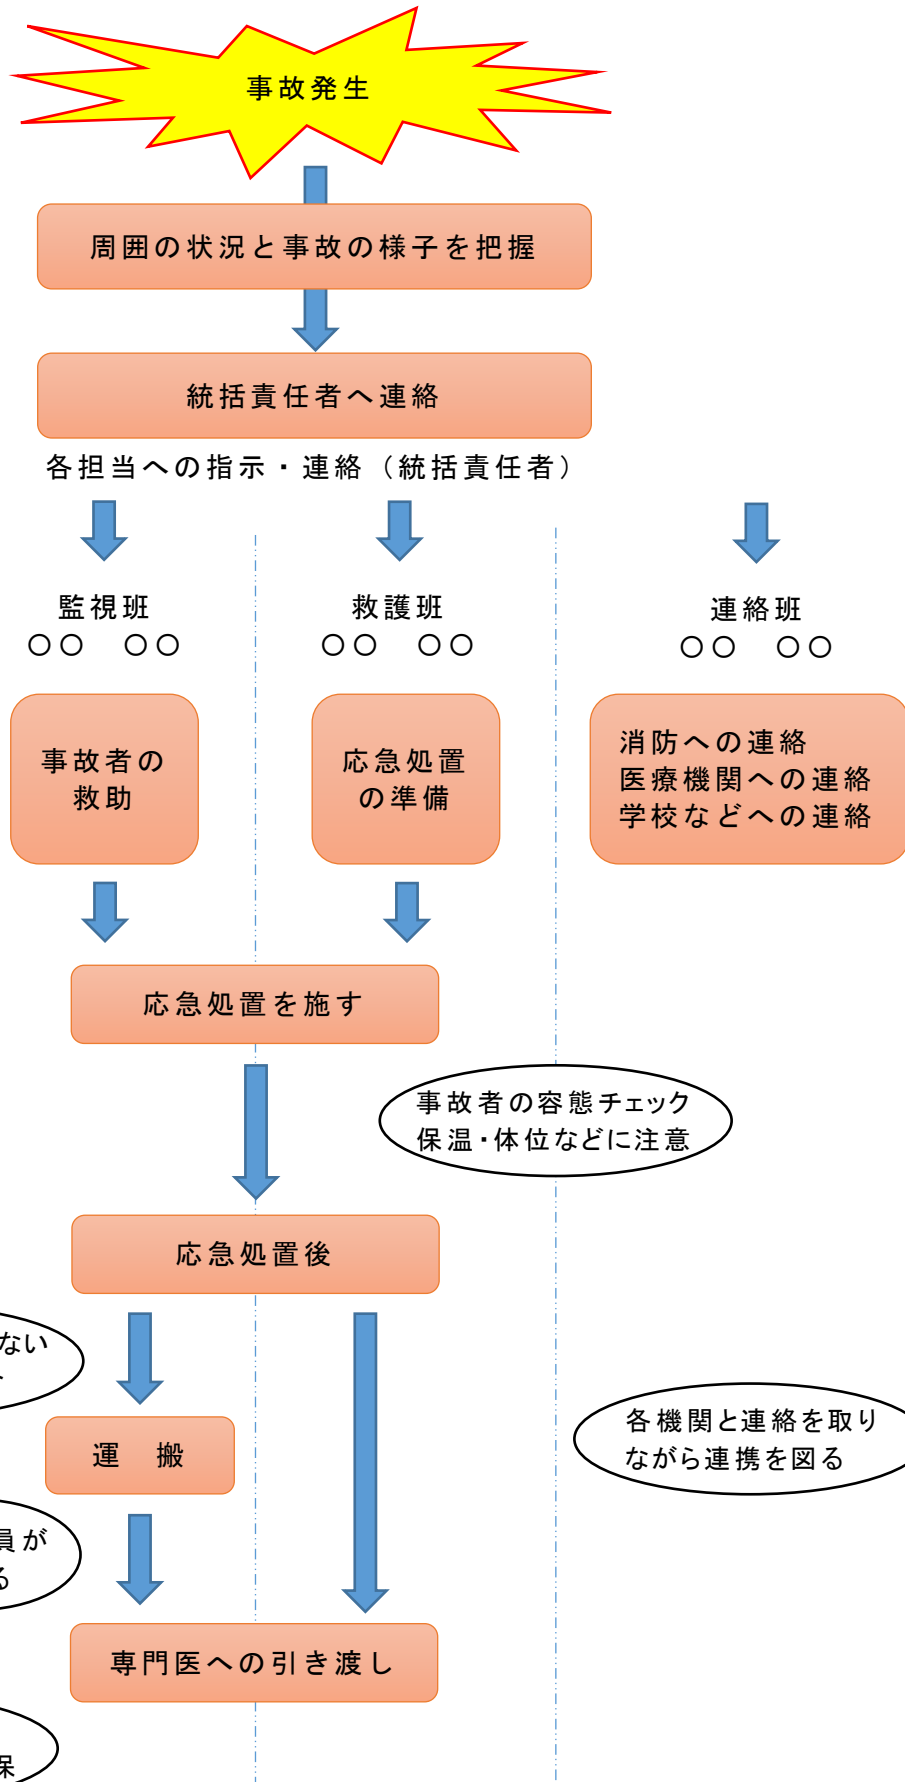 事故発生
周囲の状況と事故の様子を把握
統括責任者へ連絡
各担当への指示・連絡（統括責任者）
監視班
○○　○○
救護班
○○　○○
連絡班
○○　○○
事故者の
救助
応急処置
の準備
消防への連絡
医療機関への連絡
学校などへの連絡
応急処置を施す
事故者の容態チェック
保温・体位などに注意
応急処置後
ない
運　搬
各機関と連絡を取り
ながら連携を図る
員が
る
専門医への引き渡し
保